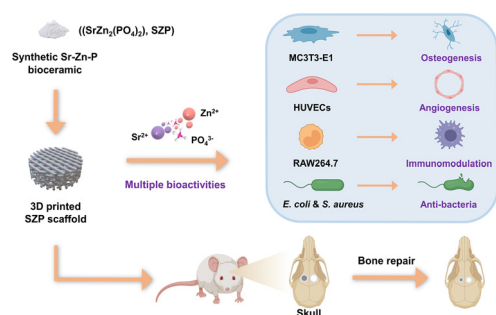 ((SrZn₂(PO₄)₂), SZP)
Synthetic Sr-Zn-P
bioceramic
Zn²⁺
Sr²⁺
PO₄³⁻
Multiple bioactivities
3D printed
SZP scaffold
MC3T3-E1
Osteogenesis
HUVECs
Angiogenesis
RAW264.7
Immunomodulation
E. coli & S. aureus
Anti-bacteria
Skull
Bone repair